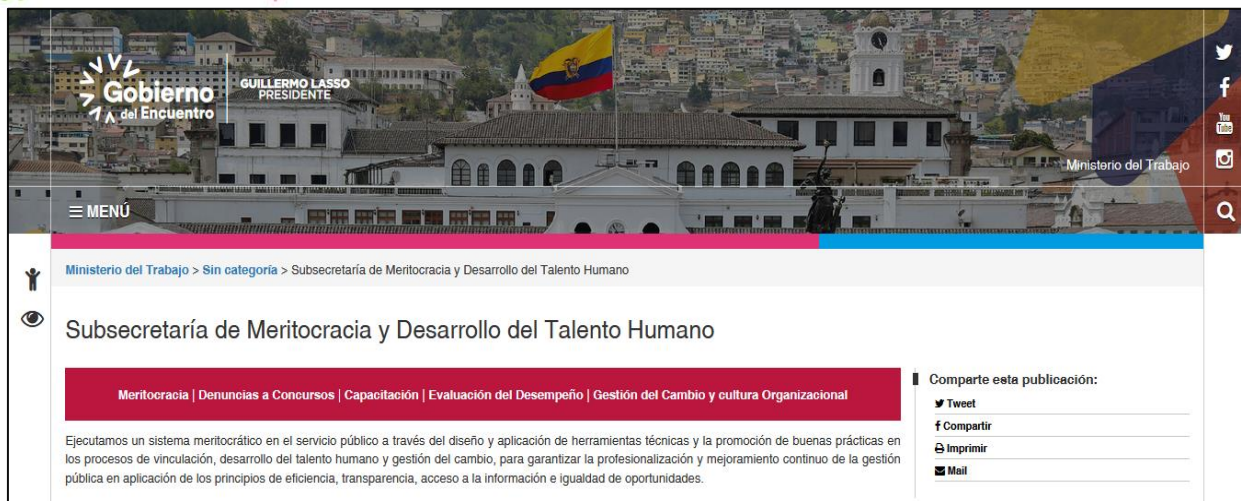 Gobierno
del Encuentro
GUILLERMO LASSO
PRESIDENTE
You
Tube
Ministerio del Trabajo
MENÚ
Ministerio del Trabajo > Sin categoría > Subsecretaría de Meritocracia y Desarrollo del Talento Humano
Subsecretaría de Meritocracia y Desarrollo del Talento Humano
Meritocracia | Denuncias a Concursos | Capacitación | Evaluación del Desempeño | Gestión del Cambio y cultura Organizacional
Ejecutamos un sistema meritocrático en el servicio público a través del diseño y aplicación de herramientas técnicas y la promoción de buenas prácticas en
los procesos de vinculación, desarrollo del talento humano y gestión del cambio, para garantizar la profesionalización y mejoramiento continuo de la gestión
pública en aplicación de los principios de eficiencia, transparencia, acceso a la información e igualdad de oportunidades.
Comparte esta publicación:
Tweet
Compartir
Imprimir
Mail